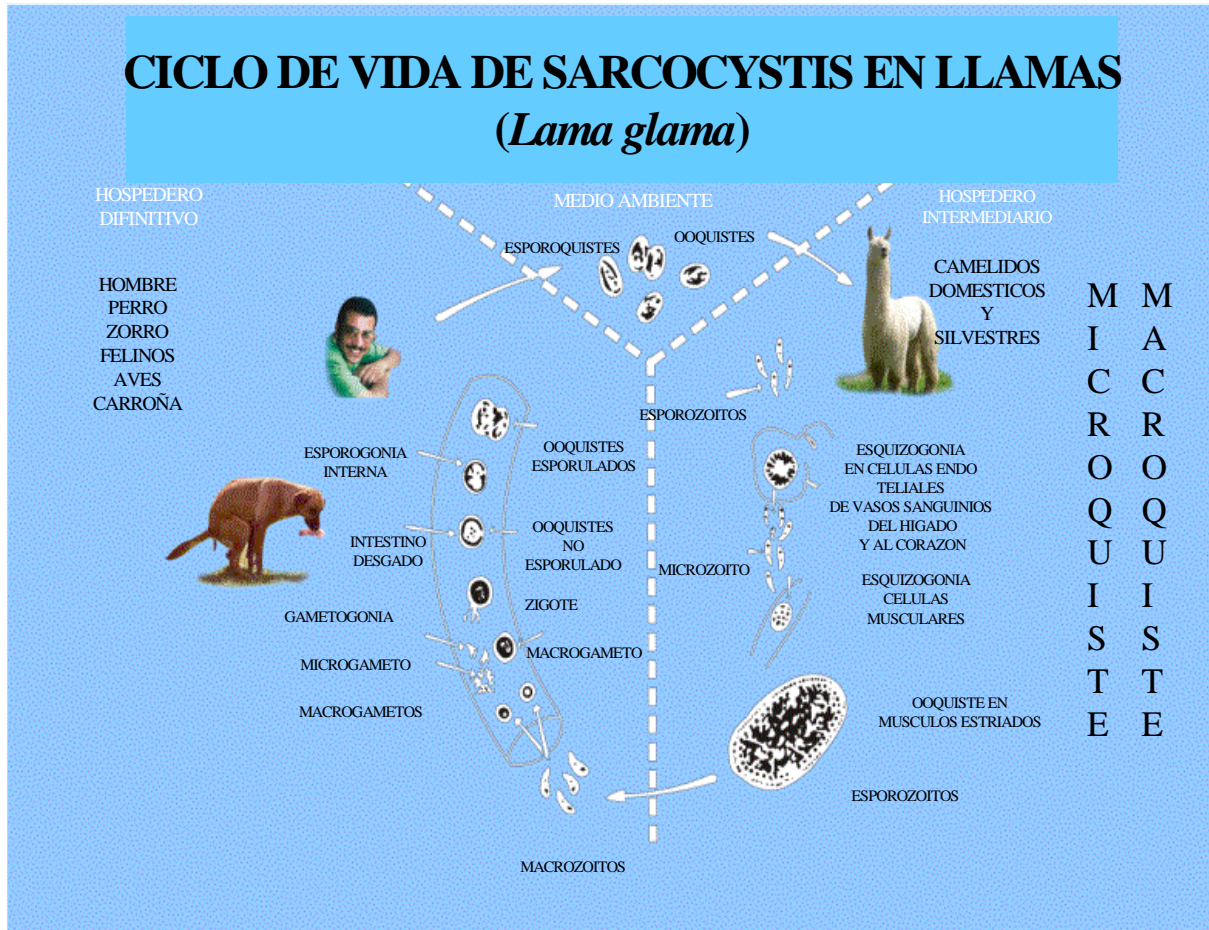 CICLO DE VIDA DE SARCOCYSTIS EN LLAMAS
(Lama glama)
HOSPEDERO
DIFINITIVO
MEDIO AMBIENTE
HOSPEDERO
INTERMEDIARIO
ESPOROQUISTES
OOQUISTES
HOMBRE
PERRO
ZORRO
FELINOS
AVES
CARROÑA
CAMELIDOS
DOMESTICOS
Y
SILVESTRES
ESPOROZOITOS
ESPOROGONIA
INTERNA
OOQUISTES
ESPORULADOS
INTESTINO
DESGADO
OOQUISTES
NO
ESPORULADO
GAMETOGONIA
ZIGOTE
MICROGAMETO
MACROGAMETO
MACROGAMETOS
MACROZOITOS
ESQUIZOGONIA
EN CELULAS ENDO
TELIALES
DE VASOS SANGUINIOS
DEL HIGADO
Y AL CORAZON
MICROZOITO
ESQUIZOGONIA
CELULAS
MUSCULARES
OOQUISTE EN
MUSCULOS ESTRIADOS
ESPOROZOITOS
MICROQUISTE
MACROQUISTE